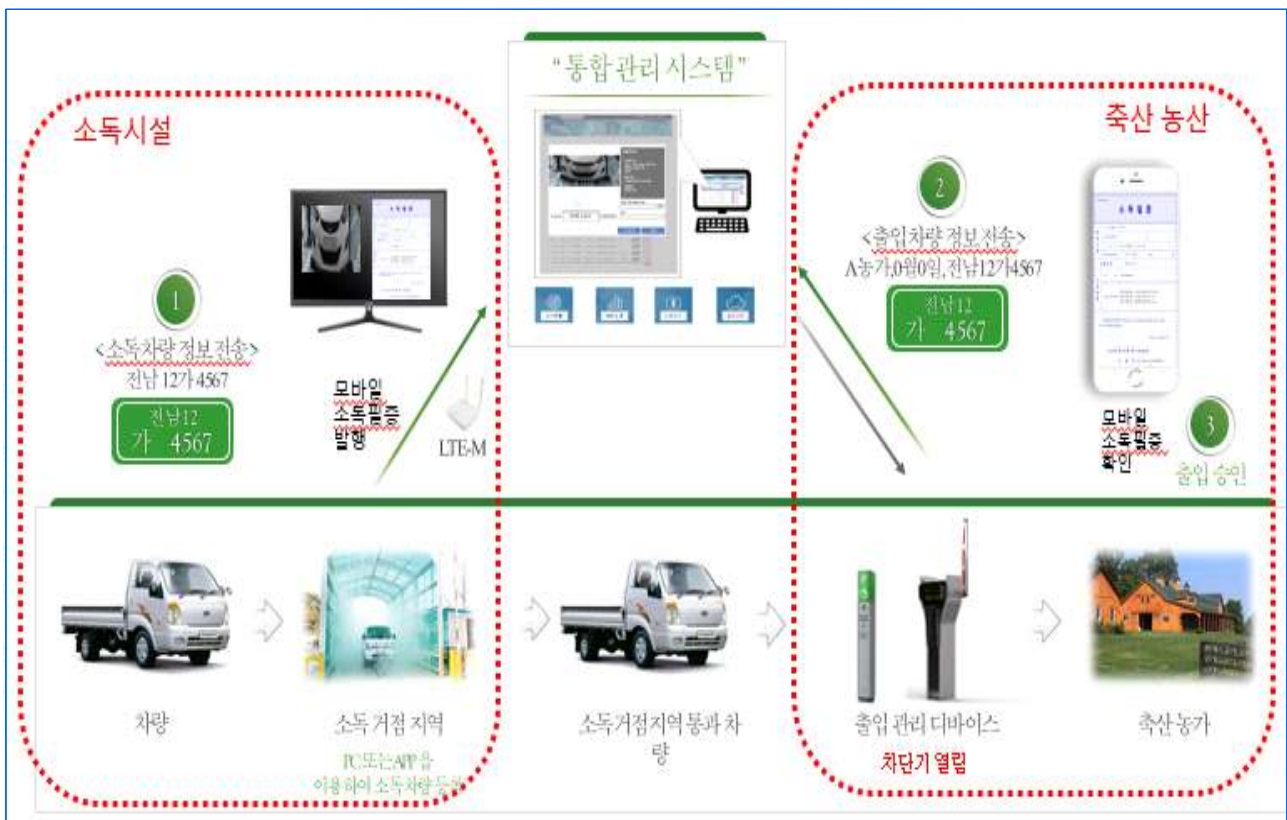 "통합 관리 시스템"
소독시설
축산 농산
1
<소독차량 정보 전송>
전남 12가 4567
전남12
가 4567
모바일
소독필증
발행
LTE-M
2
<출입차량 정보 전송>
A농가,0월0일,전남12가4567
전남12
가 4567
소독필증
모바일
소독필증
확인
3
출입 승인
차량
소독 거점 지역
PC 또는 APP 을
이용하여 소독차량
소독거점지역 통과 차
량
출입 관리 디바이스
차단기 열림
축산 농가